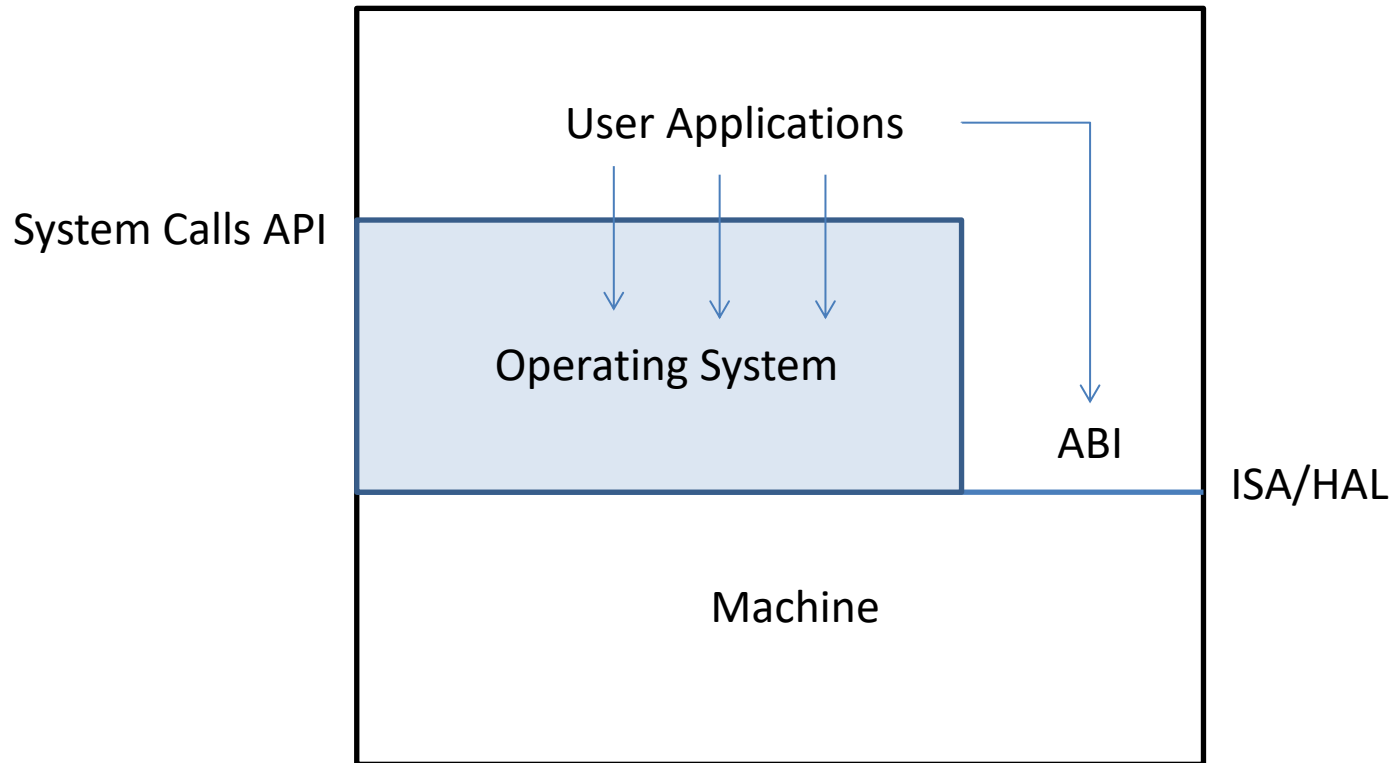 User Applications
System Calls API
Operating System
ABI
ISA/HAL
Machine